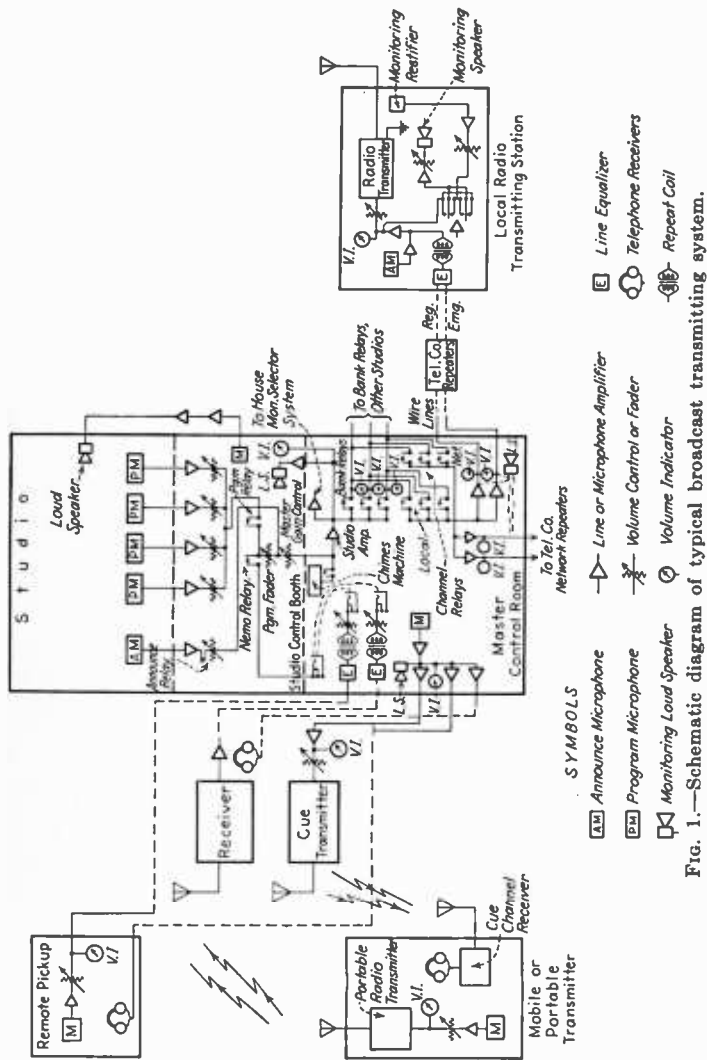 Remote Pickup
M
V.I.
Mobile or
Portable
Transmitter
Portable
Radio
Transmitter
V.I.
M
Cue
Channel
Receiver
Receiver
Cue
Transmitter
V.I.
Studio
Loud
Speaker
AM
PM
PM
PM
PM
Announce
Relay
Nemo Relay
Pgm. Fader
Pgm
Relay
Master
Gain Control
M
L.S.
V.I.
Studio Control Booth
To House
Mon. Selector
System
Studio
Amp.
Bank Relays
V.I.
V.I.
V.I.
To Bank Relays,
Other Studios
Chimes
Machine
E
E
M
L.S.
V.I.
Local
Channel
Relays
Net
Master
Control Room
V.I.
V.I.
V.I.
V.I.
L.S.
To Tel. Co.
Network Repeaters
Wire
Lines
Tel. Co.
Repeaters
Reg.
Emg.
E
AM
V.I.
Radio
Transmitter
Monitoring
Rectifier
Monitoring
Speaker
Local Radio
Transmitting Station
SYMBOLS
AM Announce Microphone
PM Program Microphone
Monitoring Loud Speaker
Line or Microphone Amplifier
Volume Control or Fader
Volume Indicator
E Line Equalizer
Telephone Receivers
Repeat Coil
FIG. 1.—Schematic diagram of typical broadcast transmitting system.